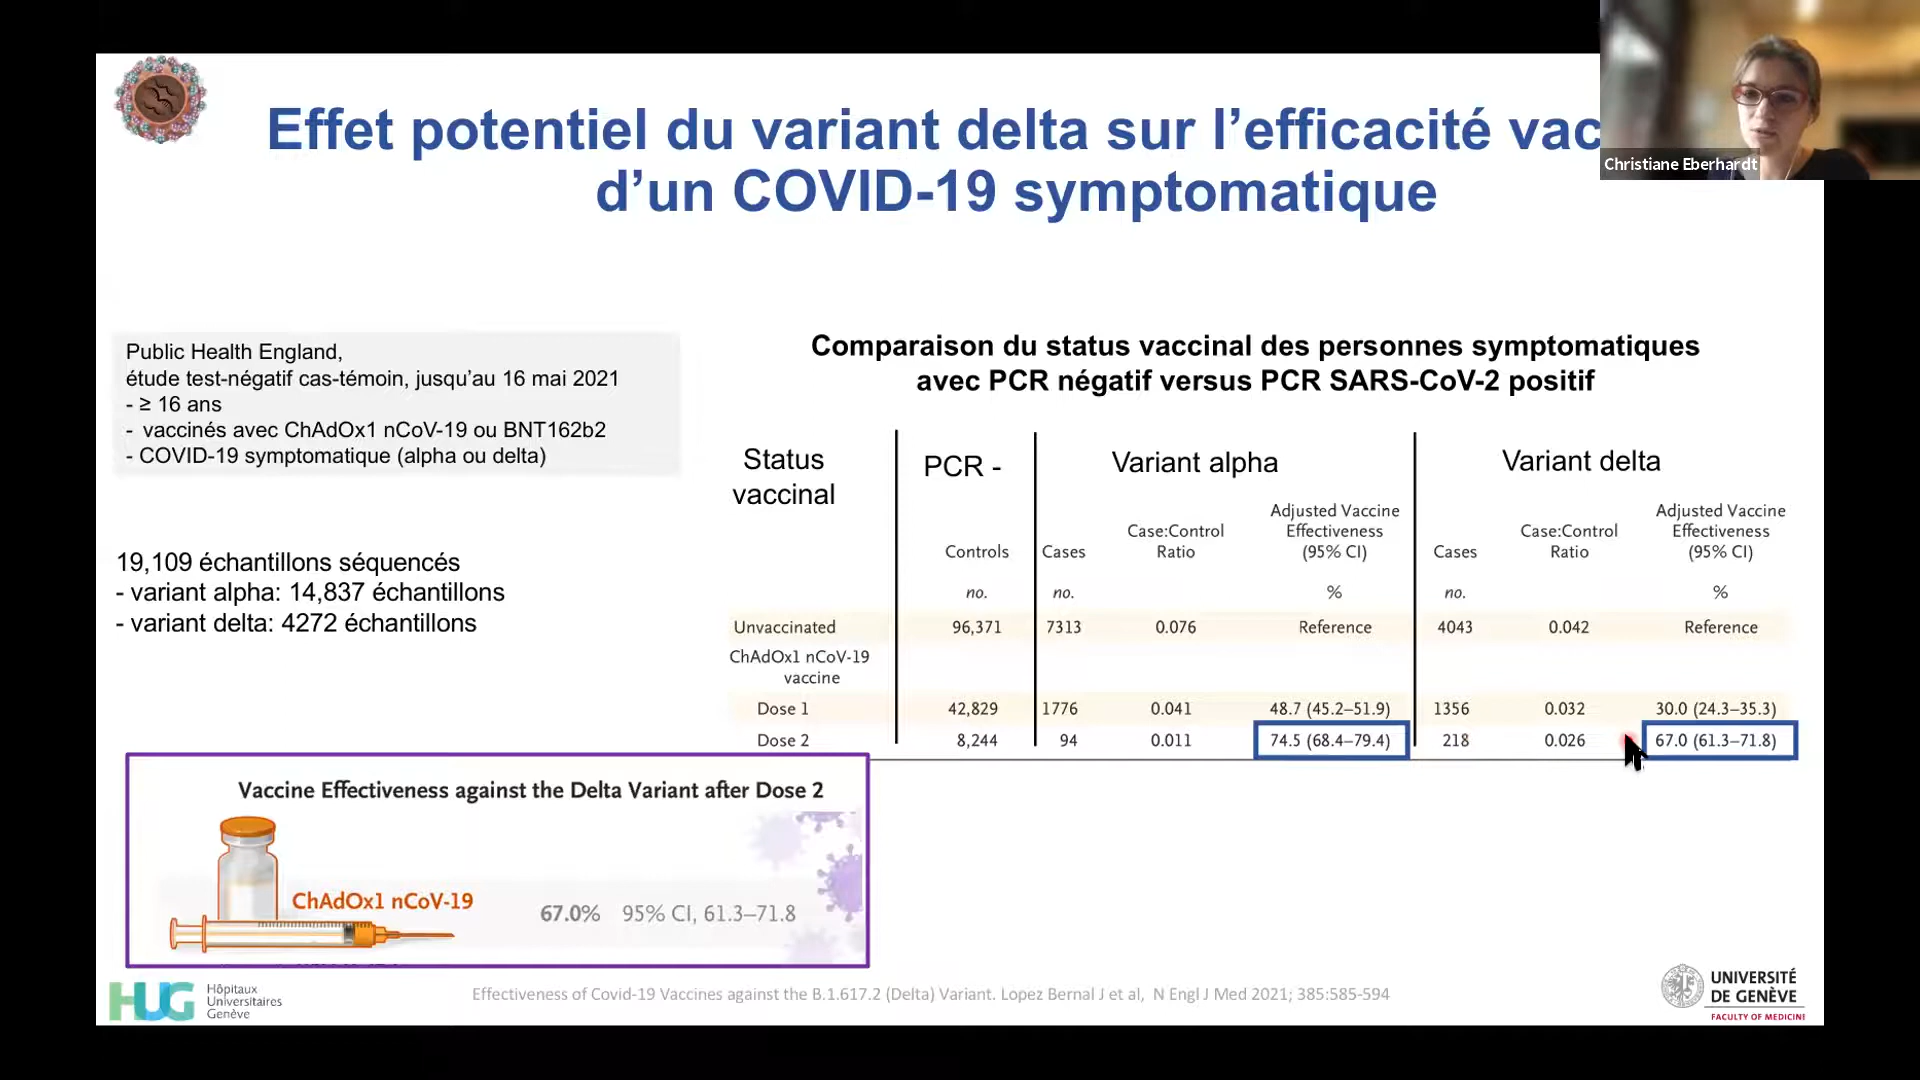 Effet potentiel du variant delta sur l’efficacité vac
d’un COVID-19 symptomatique
Christiane Eberhardt
Public Health England,
étude test-négatif cas-témoin, jusqu’au 16 mai 2021
- ≥ 16 ans
- vaccinés avec ChAdOx1 nCoV-19 ou BNT162b2
- COVID-19 symptomatique (alpha ou delta)
19,109 échantillons séquencés
- variant alpha: 14,837 échantillons
- variant delta: 4272 échantillons
Comparaison du status vaccinal des personnes symptomatiques
avec PCR négatif versus PCR SARS-CoV-2 positif
Status vaccinal PCR - Variant alpha Variant delta
Controls Cases Case:Control Ratio Adjusted Vaccine Effectiveness (95% CI) Cases Case:Control Ratio Adjusted Vaccine Effectiveness (95% CI)
no. no. % no. %
Unvaccinated 96,371 7313 0.076 Reference 4043 0.042 Reference
ChAdOx1 nCoV-19
vaccine
Dose 1 42,829 1776 0.041 48.7 (45.2–51.9) 1356 0.032 30.0 (24.3–35.3)
Dose 2 8,244 94 0.011 74.5 (68.4–79.4) 218 0.026 67.0 (61.3–71.8)
Vaccine Effectiveness against the Delta Variant after Dose 2
ChAdOx1 nCoV-19 67.0% 95% CI, 61.3–71.8
HUG Hôpitaux
Universitaires
Genève
Effectiveness of Covid-19 Vaccines against the B.1.617.2 (Delta) Variant. Lopez Bernal J et al, N Engl J Med 2021; 385:585-594
UNIVERSITÉ
DE GENÈVE
FACULTY OF MEDICINE